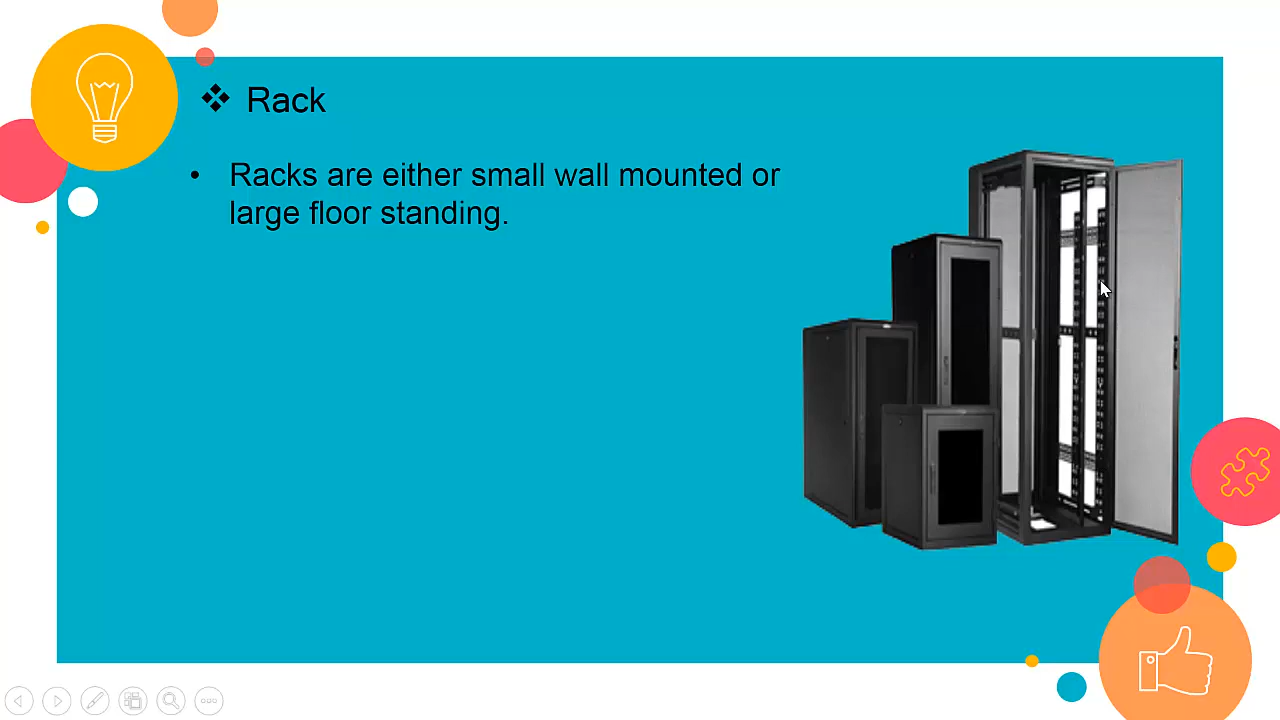 ❖ Rack
• Racks are either small wall mounted or
large floor standing.